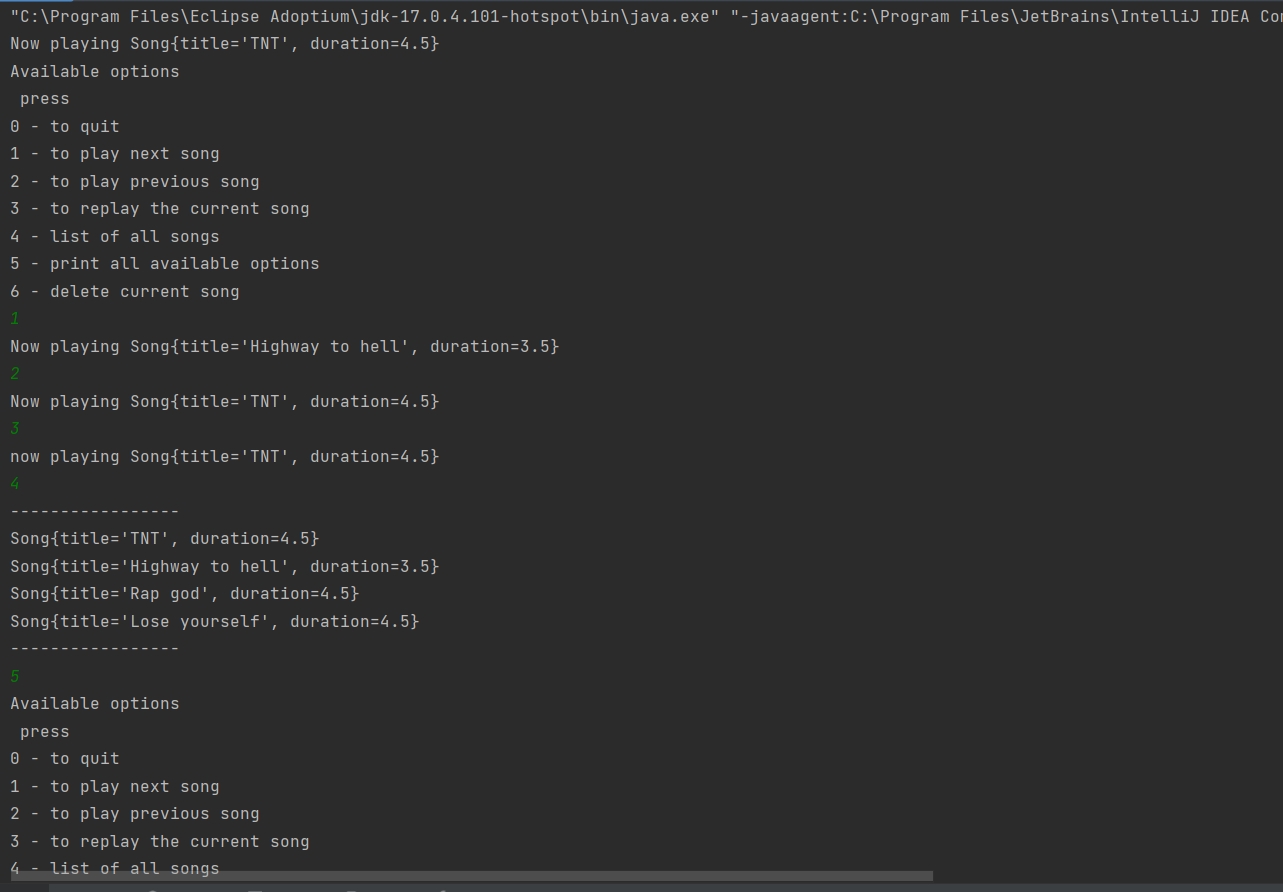 "C:\Program Files\Eclipse Adoptium\jdk-17.0.4.101-hotspot\bin\java.exe" "-javaagent:C:\Program Files\JetBrains\IntelliJ IDEA Co
Now playing Song{title='TNT', duration=4.5}
Available options
 press
0 - to quit
1 - to play next song
2 - to play previous song
3 - to replay the current song
4 - list of all songs
5 - print all available options
6 - delete current song
1
Now playing Song{title='Highway to hell', duration=3.5}
2
Now playing Song{title='TNT', duration=4.5}
3
now playing Song{title='TNT', duration=4.5}
4
-----------------
Song{title='TNT', duration=4.5}
Song{title='Highway to hell', duration=3.5}
Song{title='Rap god', duration=4.5}
Song{title='Lose yourself', duration=4.5}
-----------------
5
Available options
 press
0 - to quit
1 - to play next song
2 - to play previous song
3 - to replay the current song
4 - list of all songs